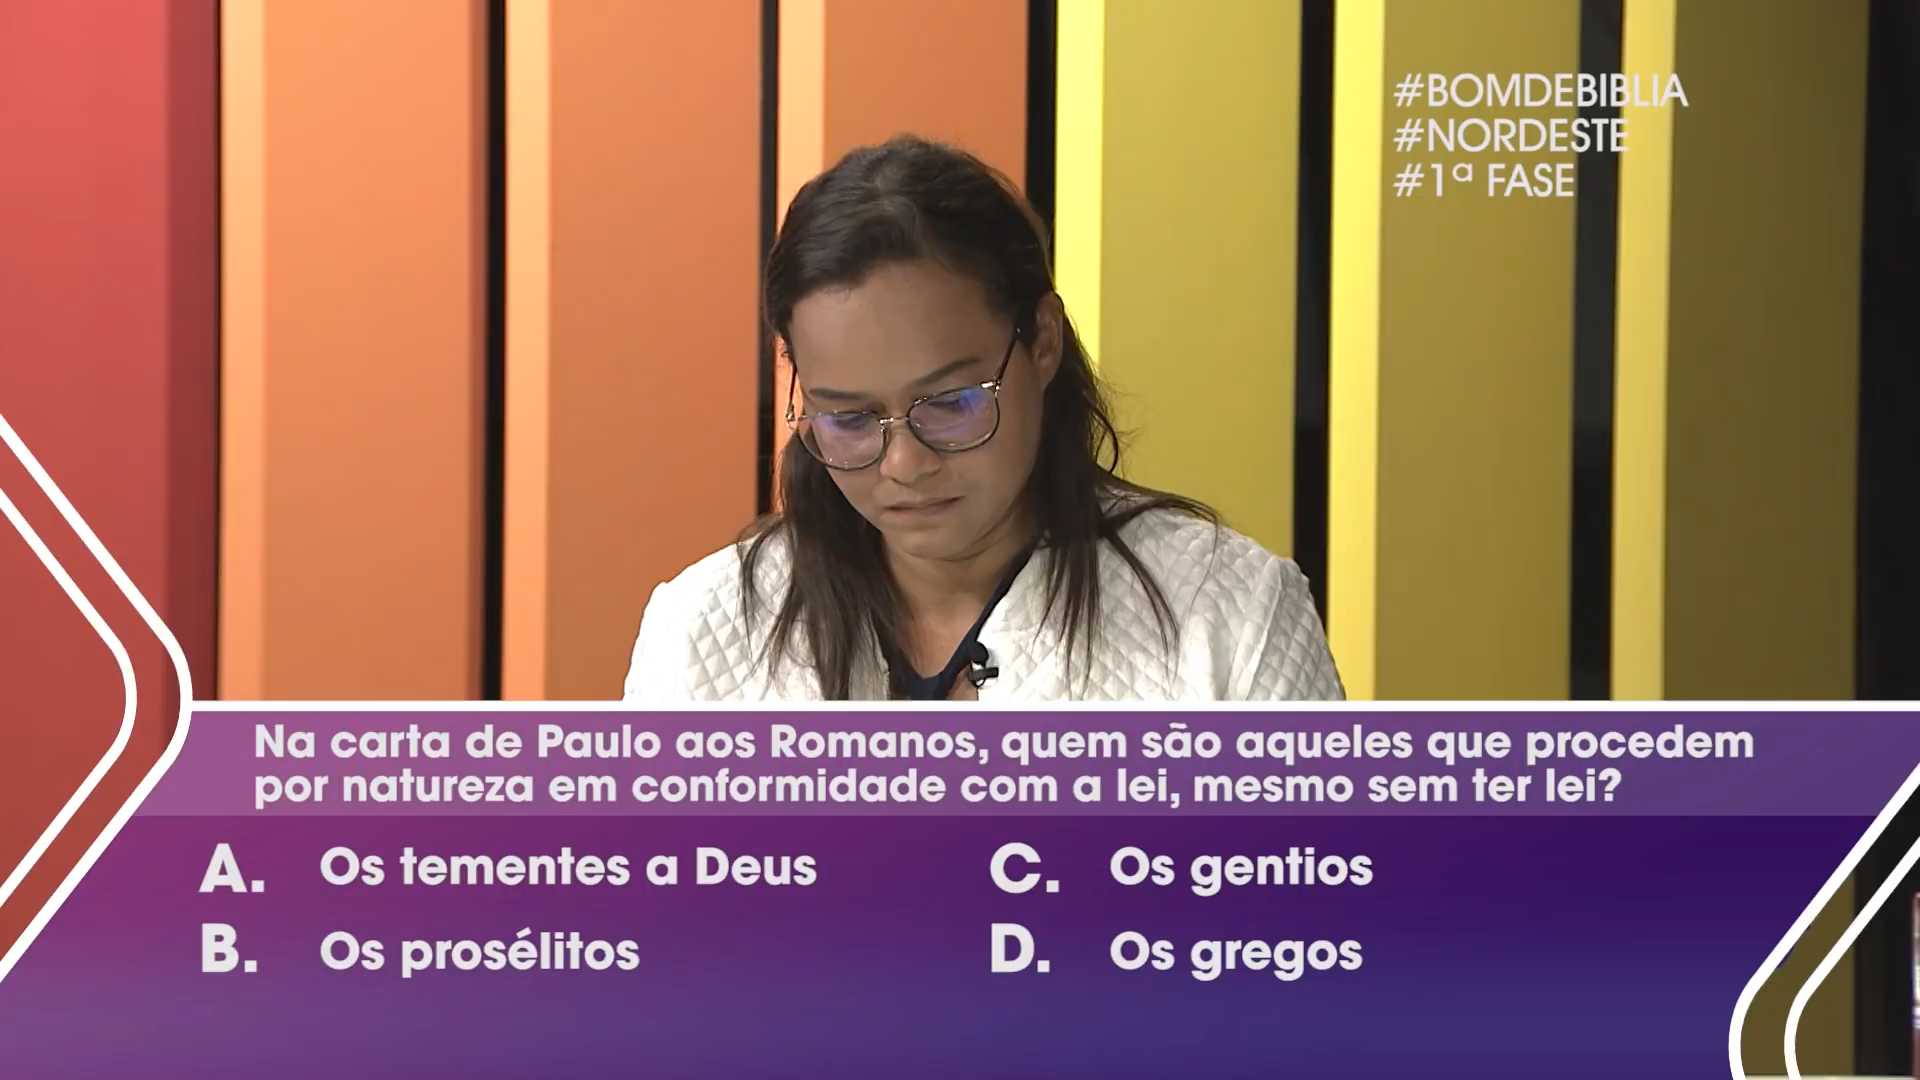 #BOMDEBIBLIA
#NORDESTE
#1ª FASE
Na carta de Paulo aos Romanos, quem são aqueles que procedem
por natureza em conformidade com a lei, mesmo sem ter lei?
A. Os tementes a Deus
B. Os prosélitos
C. Os gentios
D. Os gregos